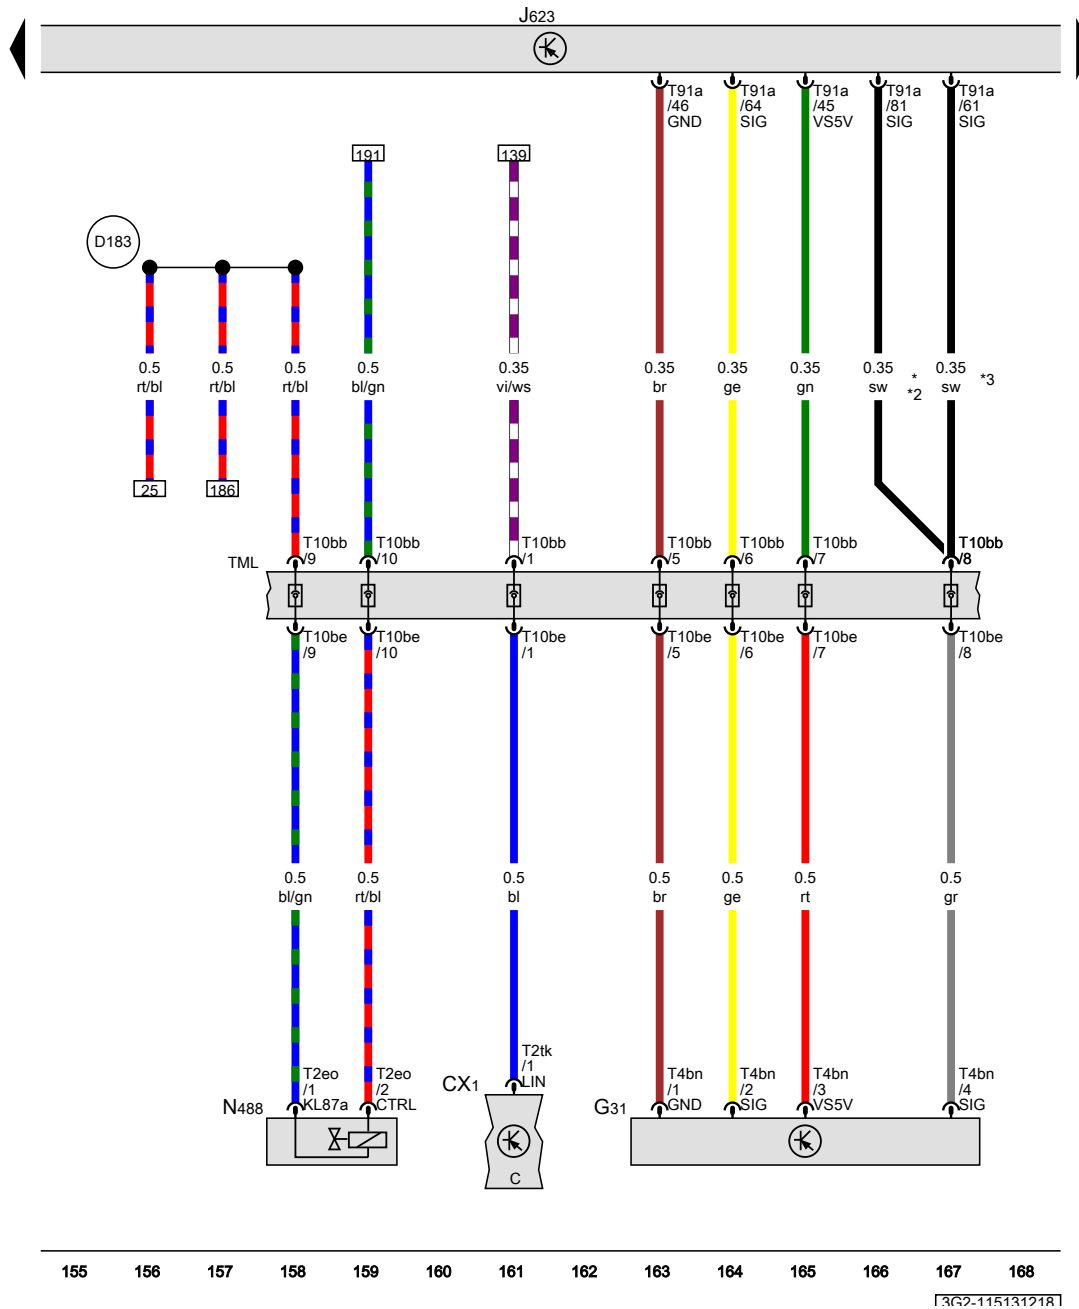 J623
T91a
/46
GND
T91a
/64
SIG
T91a
/45
VS5V
T91a
/81
SIG
T91a
/61
SIG
191
139
D183
0.5
rt/bl
0.5
rt/bl
0.5
rt/bl
0.5
bl/gn
0.35
vi/ws
0.35
br
0.35
ge
0.35
gn
0.35
sw
*
*2
0.35
sw
*3
25
186
TML
T10bb
/9
T10bb
/10
T10bb
/1
T10bb
/5
T10bb
/6
T10bb
/7
T10bb
/8
T10be
/9
T10be
/10
T10be
/1
T10be
/5
T10be
/6
T10be
/7
T10be
/8
0.5
bl/gn
0.5
rt/bl
0.5
bl
0.5
br
0.5
ge
0.5
rt
0.5
gr
N488
T2eo
/1
KL87a
T2eo
/2
CTRL
CX1
T2tk
/1
LIN
C
G31
T4bn
/1
GND
T4bn
/2
SIG
T4bn
/3
VS5V
T4bn
/4
SIG
155 156 157 158 159 160 161 162 163 164 165 166 167 168
3G2-115131218